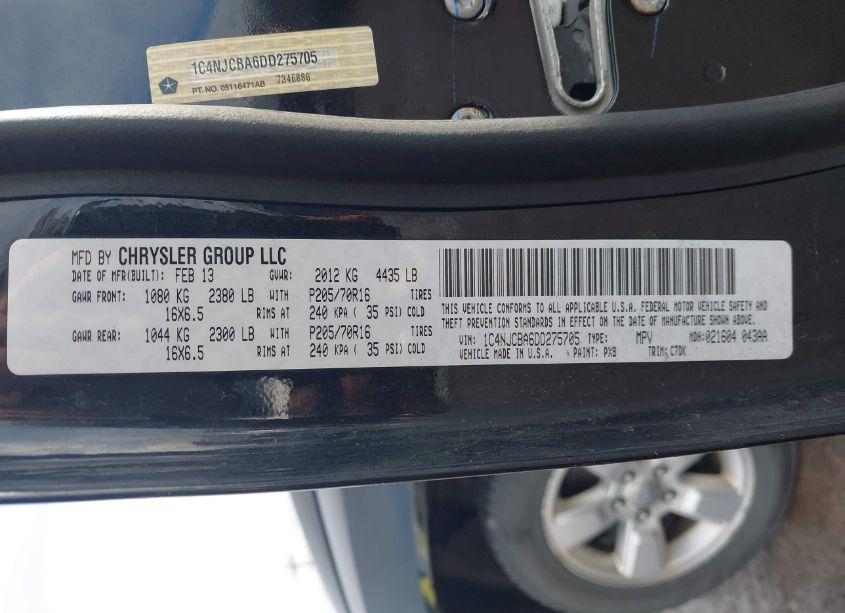 1C4NJCBA6DD275705
PT. NO. 05116471AB 7346880
MFD BY CHRYSLER GROUP LLC
DATE OF MFR(BUILT): FEB 13 GVWR: 2012 KG 4435 LB
GAWR FRONT: 1080 KG 2380 LB WITH P205/70R16 TIRES
16X6.5 RIMS AT 240 KPA ( 35 PSI) COLD
GAWR REAR: 1044 KG 2300 LB WITH P205/70R16 TIRES
16X6.5 RIMS AT 240 KPA ( 35 PSI) COLD
THIS VEHICLE CONFORMS TO ALL APPLICABLE U.S.A. FEDERAL MOTOR VEHICLE SAFETY AND
THEFT PREVENTION STANDARDS IN EFFECT ON THE DATE OF MANUFACTURE SHOWN ABOVE.
VIN: 1C4NJCBA6DD275705 TYPE: MPV MDH: 021604 043AA
VEHICLE MADE IN U.S.A. PAINT: PX8 TRIM: C7DK